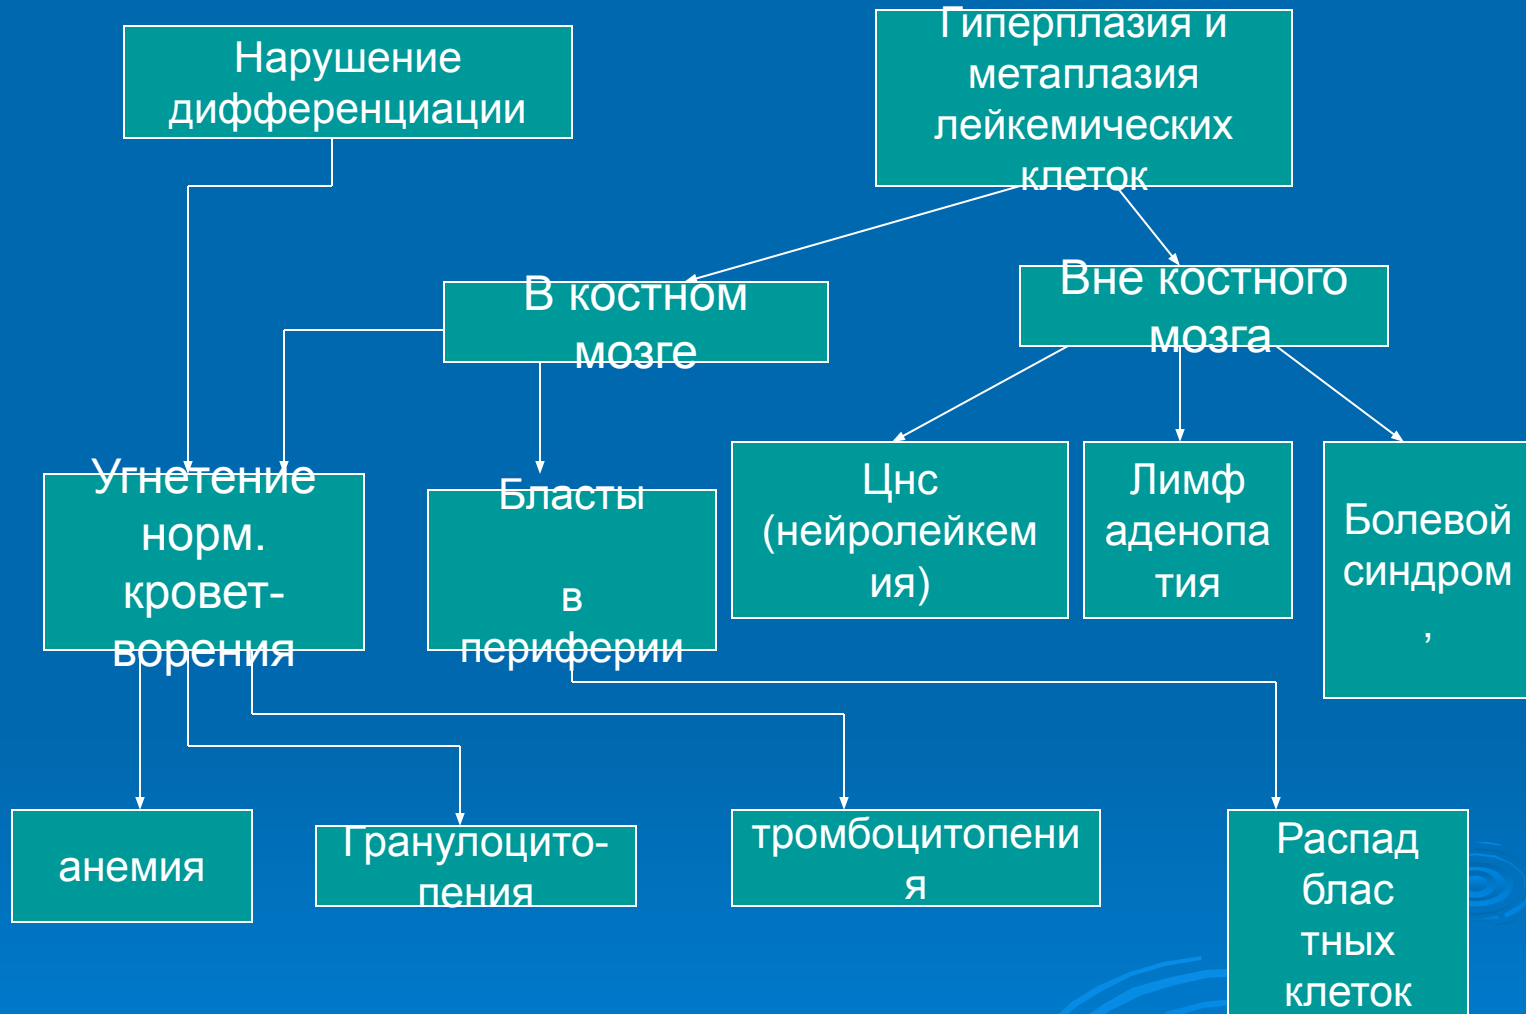 Нарушение
дифференциации
Гиперплазия и
метаплазия
лейкемических
клеток
В костном
мозге
Вне костного
мозга
Угнетение
норм.
кровет-
ворения
Бласты
в
периферии
Цнс
(нейролейкем
ия)
Лимф
аденопа
тия
Болевой
синдром
,
анемия
Гранулоцито-
пения
тромбоцитопени
я
Распад
блас
тных
клеток